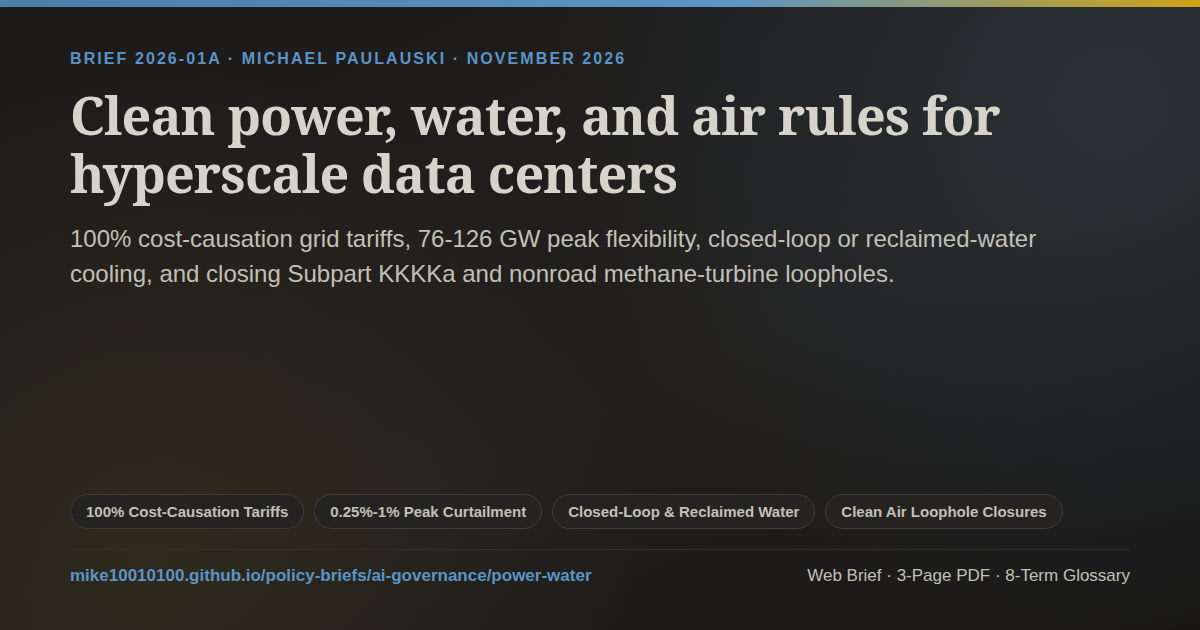 BRIEF 2026-01A · MICHAEL PAULAUSKI · NOVEMBER 2026
Clean power, water, and air rules for
hyperscale data centers
100% cost-causation grid tariffs, 76-126 GW peak flexibility, closed-loop or reclaimed-water
cooling, and closing Subpart KKKKa and nonroad methane-turbine loopholes.
100% Cost-Causation Tariffs
0.25%-1% Peak Curtailment
Closed-Loop & Reclaimed Water
Clean Air Loophole Closures
mike10010100.github.io/policy-briefs/ai-governance/power-water
Web Brief · 3-Page PDF · 8-Term Glossary